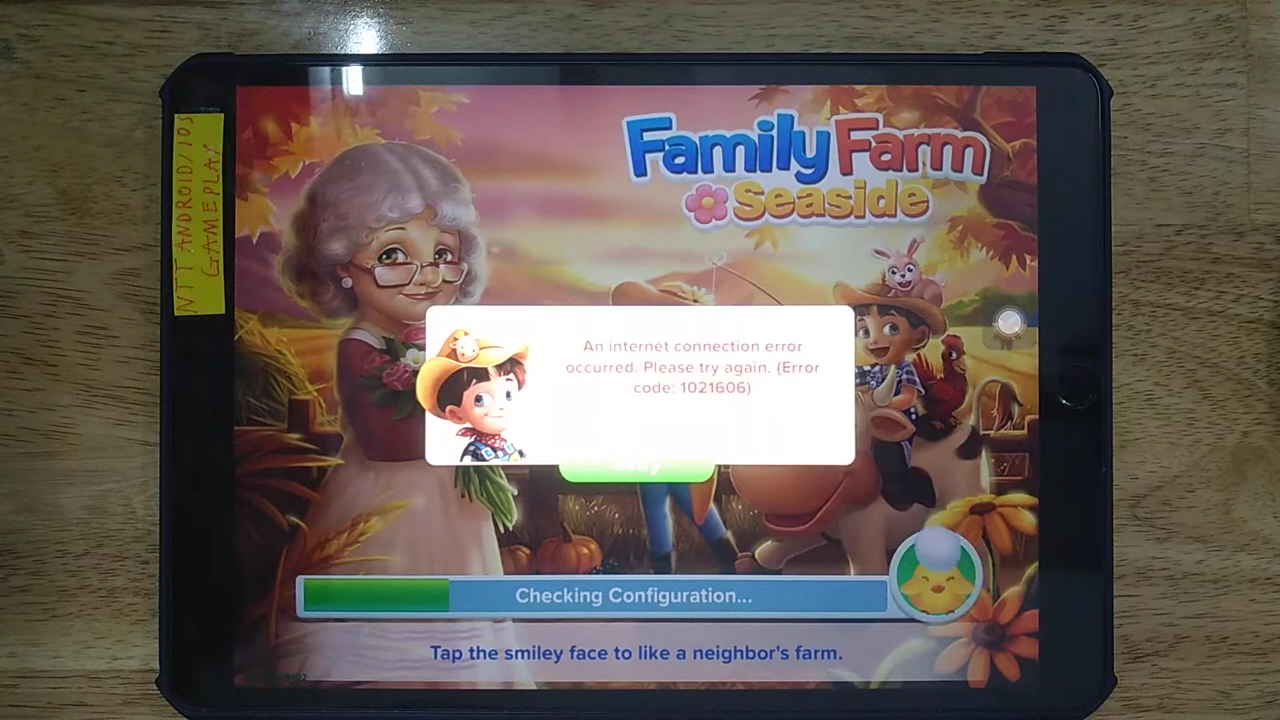 NTT ANDROID/IOS
GAMEPLAY
Family Farm
Seaside
An internet connection error
occurred. Please try again. (Error
code: 1021606)
Checking Configuration...
Tap the smiley face to like a neighbor's farm.